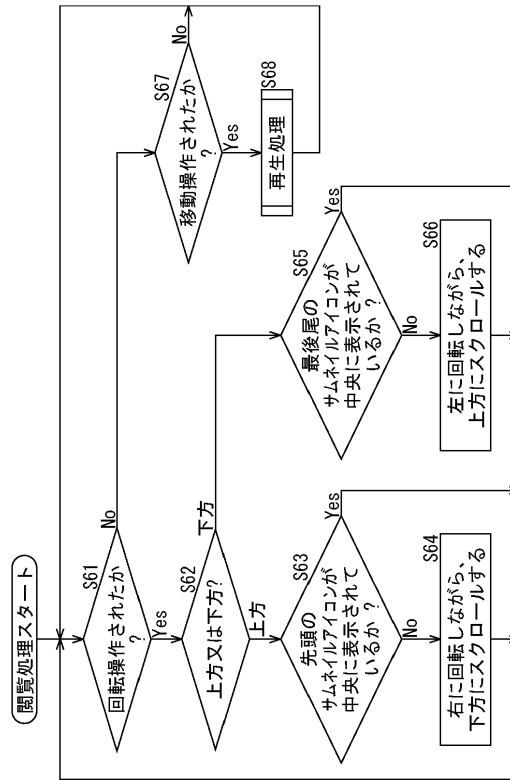 閲覧処理スタート
S61
回転操作されたか
?
No
Yes
S62
上方又は下方?
下方
上方
S63
先頭の
サムネイルアイコンが
中央に表示されて
いるか ?
Yes
No
S64
右に回転しながら、
下方にスクロールする
S65
最後尾の
サムネイルアイコンが
中央に表示されて
いるか ?
Yes
No
S66
左に回転しながら、
上方にスクロールする
S67
移動操作されたか
?
No
Yes
S68
再生処理